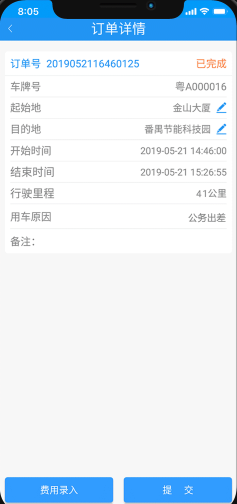 8:05
订单详情
订单号 2019052116460125 已完成
车牌号 粤A000016
起始地 金山大厦
目的地 番禺节能科技园
开始时间 2019-05-21 14:46:00
结束时间 2019-05-21 15:26:55
行驶里程 41公里
用车原因 公务出差
备注：
费用录入 提 交